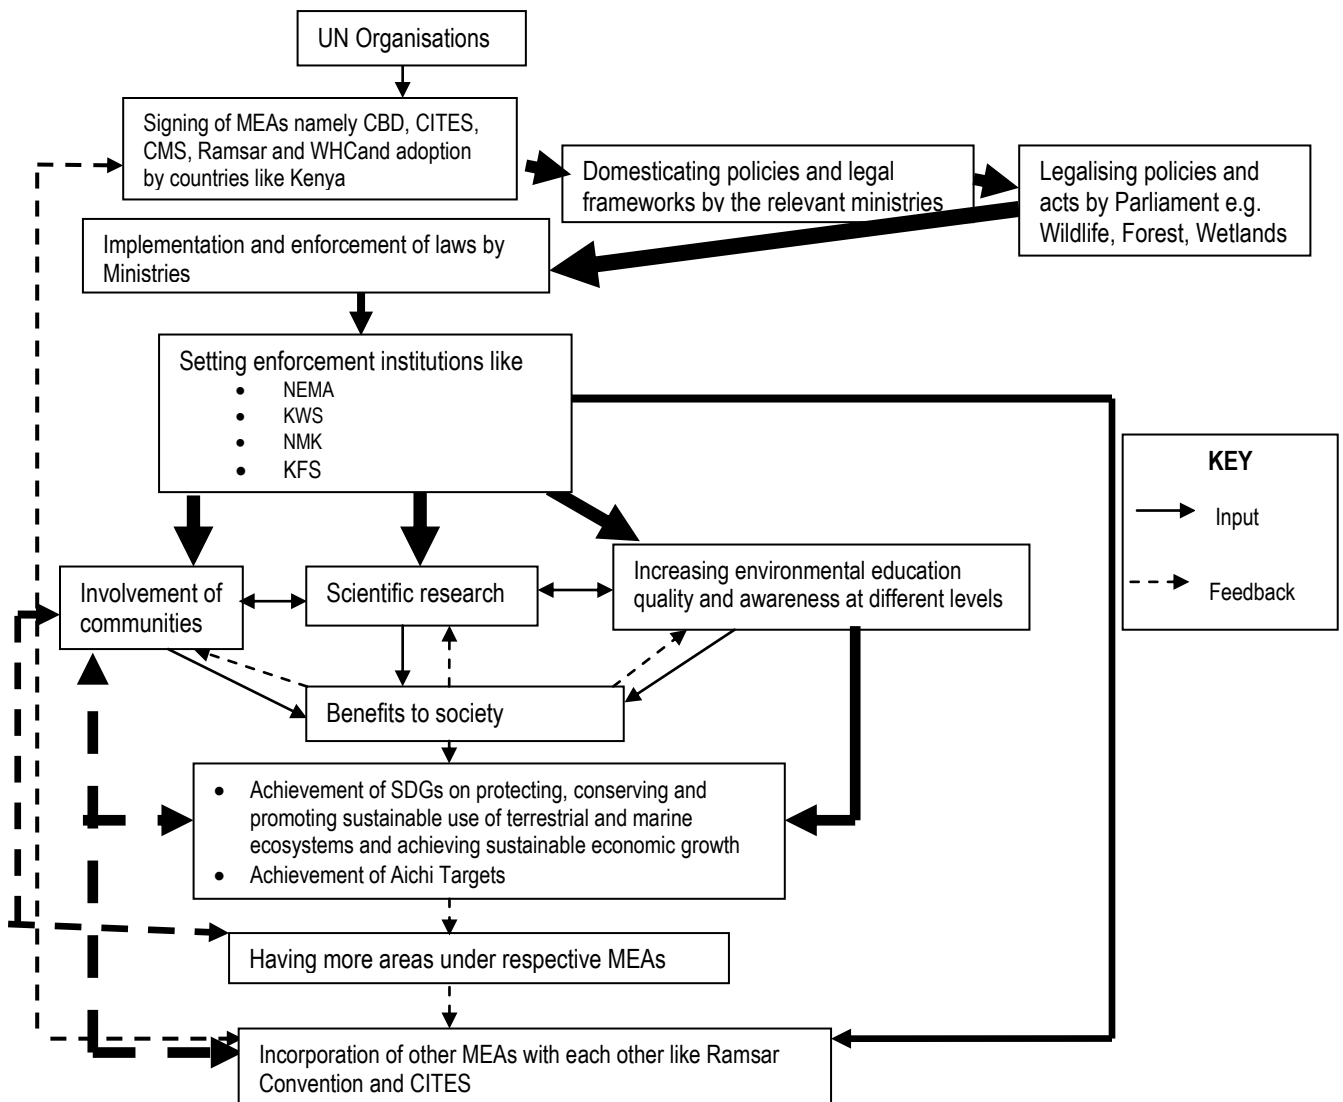 UN Organisations
Signing of MEAs namely CBD, CITES,
CMS, Ramsar and WHCand adoption
by countries like Kenya
Domesticating policies and legal
frameworks by the relevant ministries
Legalising policies and
acts by Parliament e.g.
Wildlife, Forest, Wetlands
Implementation and enforcement of laws by
Ministries
Setting enforcement institutions like
• NEMA
• KWS
• NMK
• KFS
KEY
Input
Feedback
Involvement of
communities
Scientific research
Increasing environmental education
quality and awareness at different levels
Benefits to society
• Achievement of SDGs on protecting, conserving and
promoting sustainable use of terrestrial and marine
ecosystems and achieving sustainable economic growth
• Achievement of Aichi Targets
Having more areas under respective MEAs
Incorporation of other MEAs with each other like Ramsar
Convention and CITES